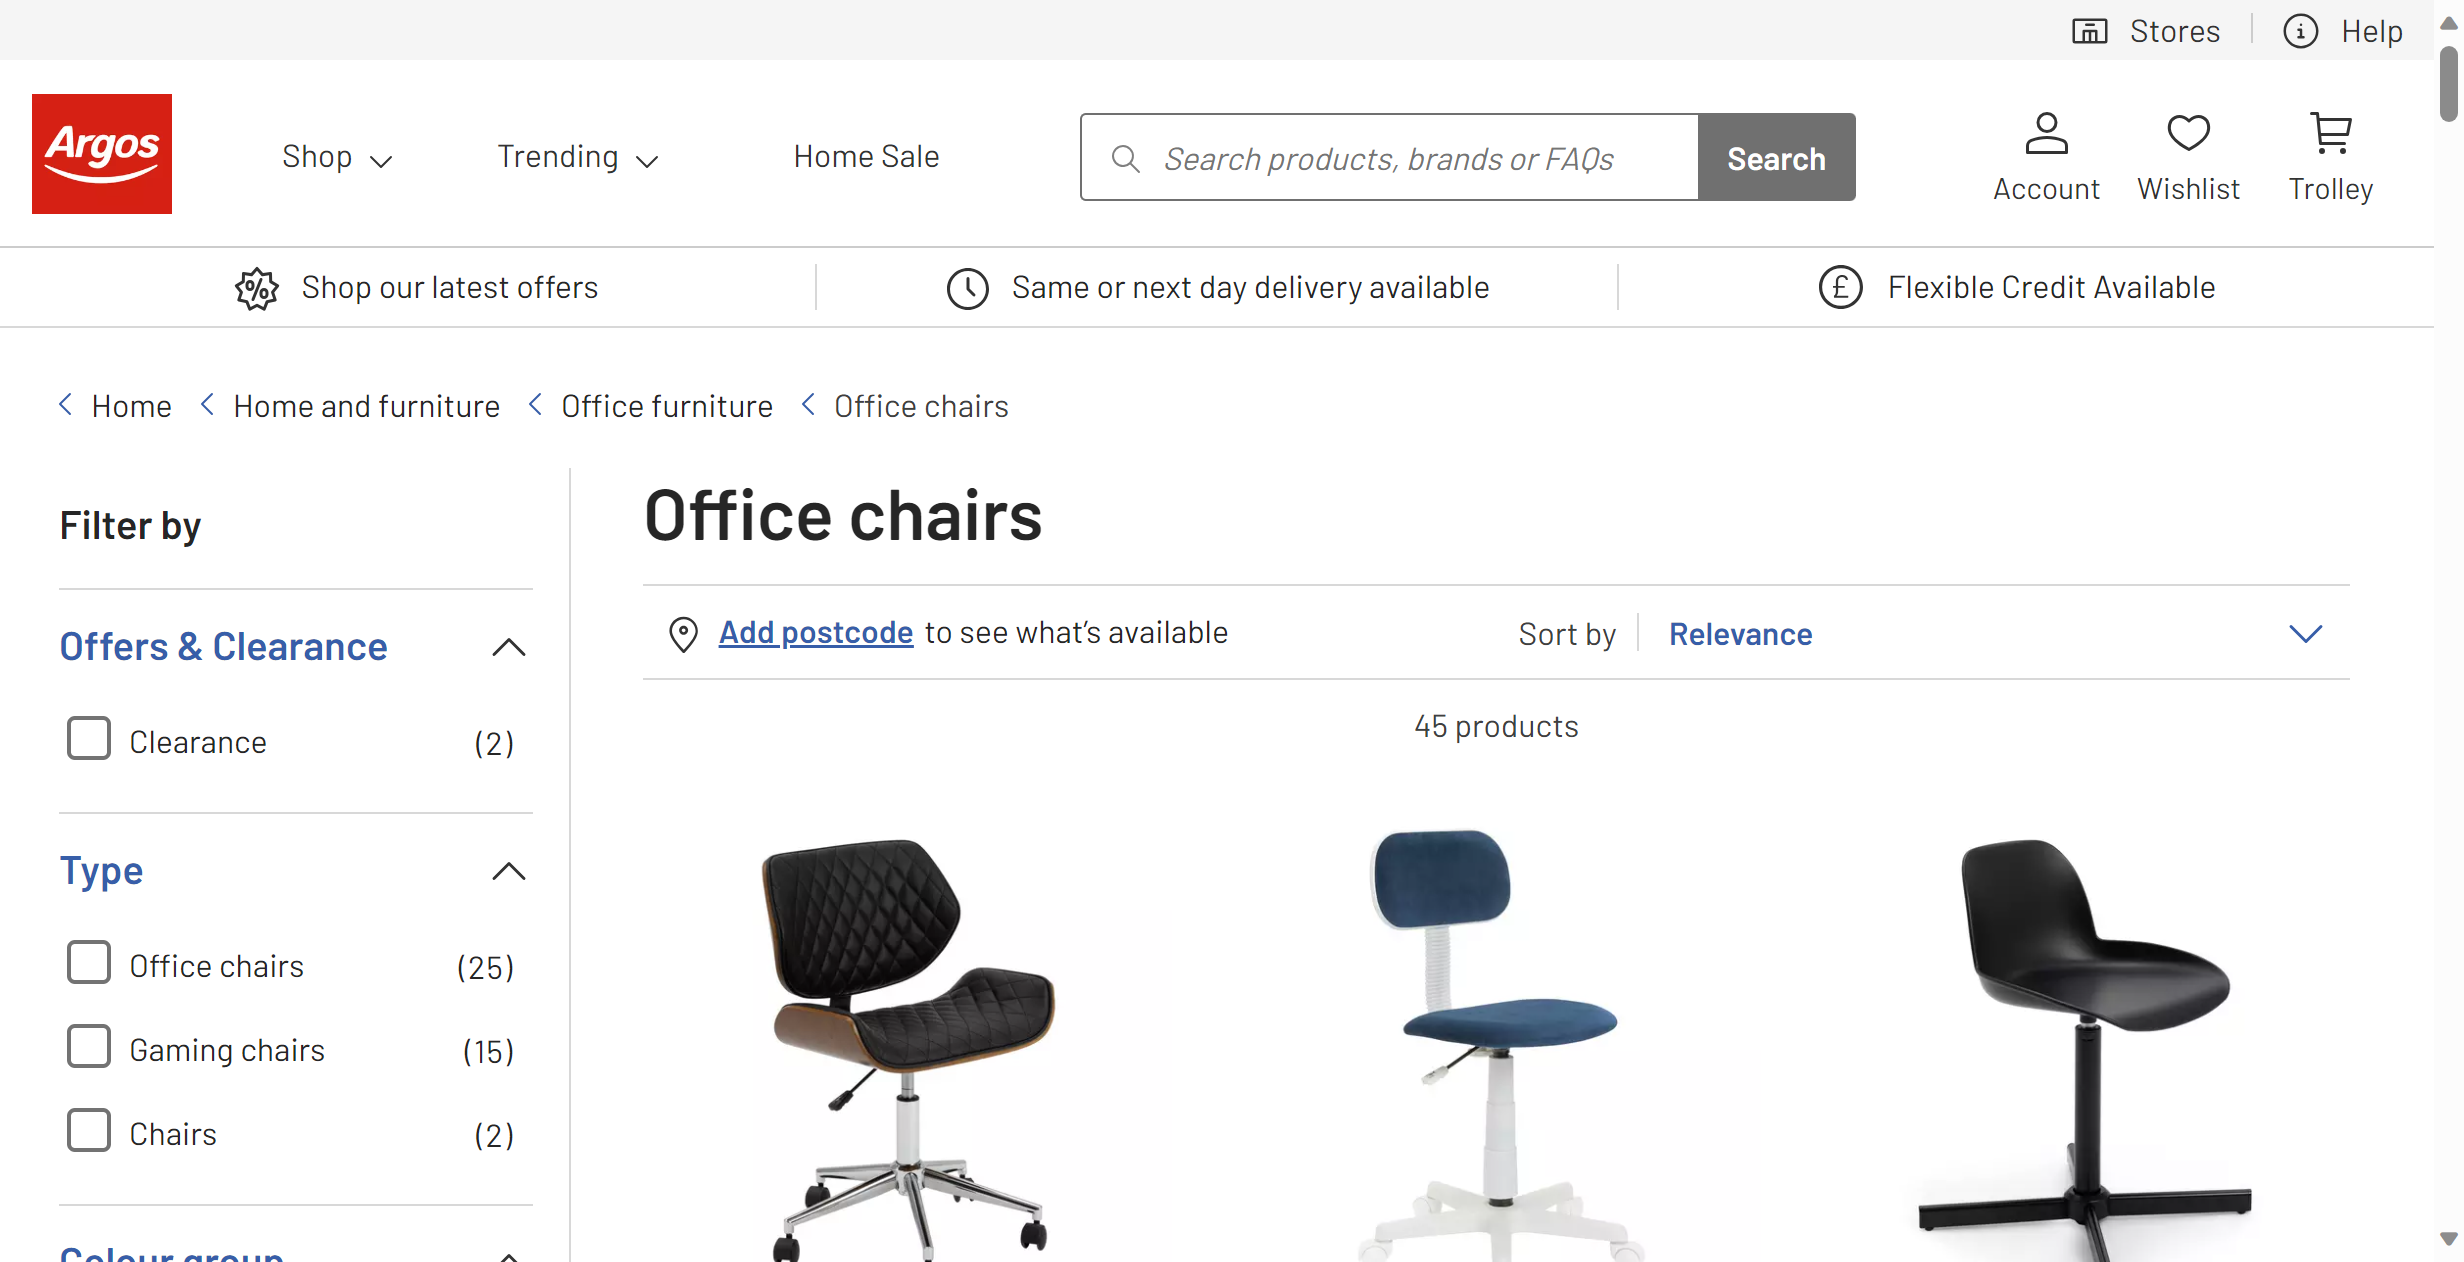 Stores
Help
Argos
Shop
Trending
Home Sale
Search products, brands or FAQs
Search
Account
Wishlist
Trolley
Shop our latest offers
Same or next day delivery available
Flexible Credit Available
Home
Home and furniture
Office furniture
Office chairs
Filter by
Office chairs
Add postcode to see what's available
Sort by
Relevance
45 products
Offers & Clearance
Clearance (2)
Type
Office chairs (25)
Gaming chairs (15)
Chairs (2)
Colour group